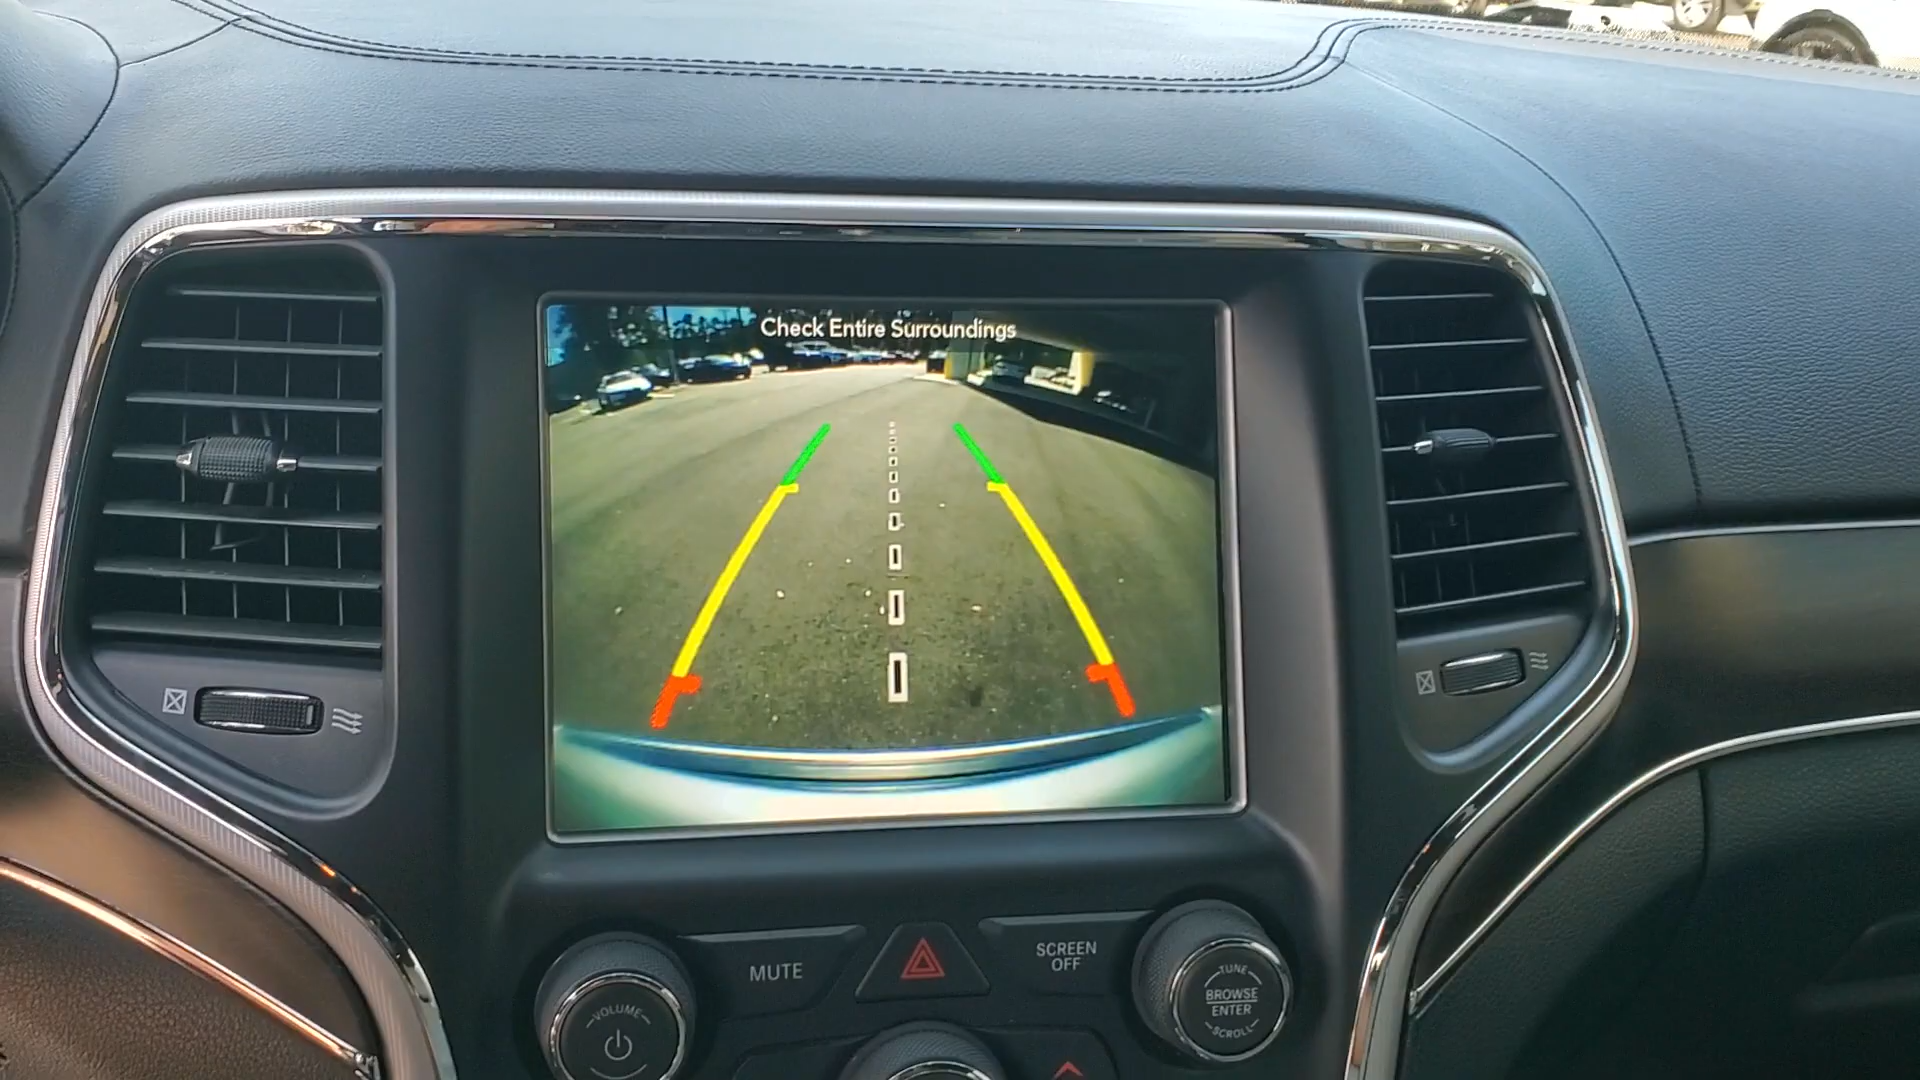 Check Entire Surroundings
MUTE
SCREEN
OFF
VOLUME
TUNE
BROWSE
ENTER
SCROLL